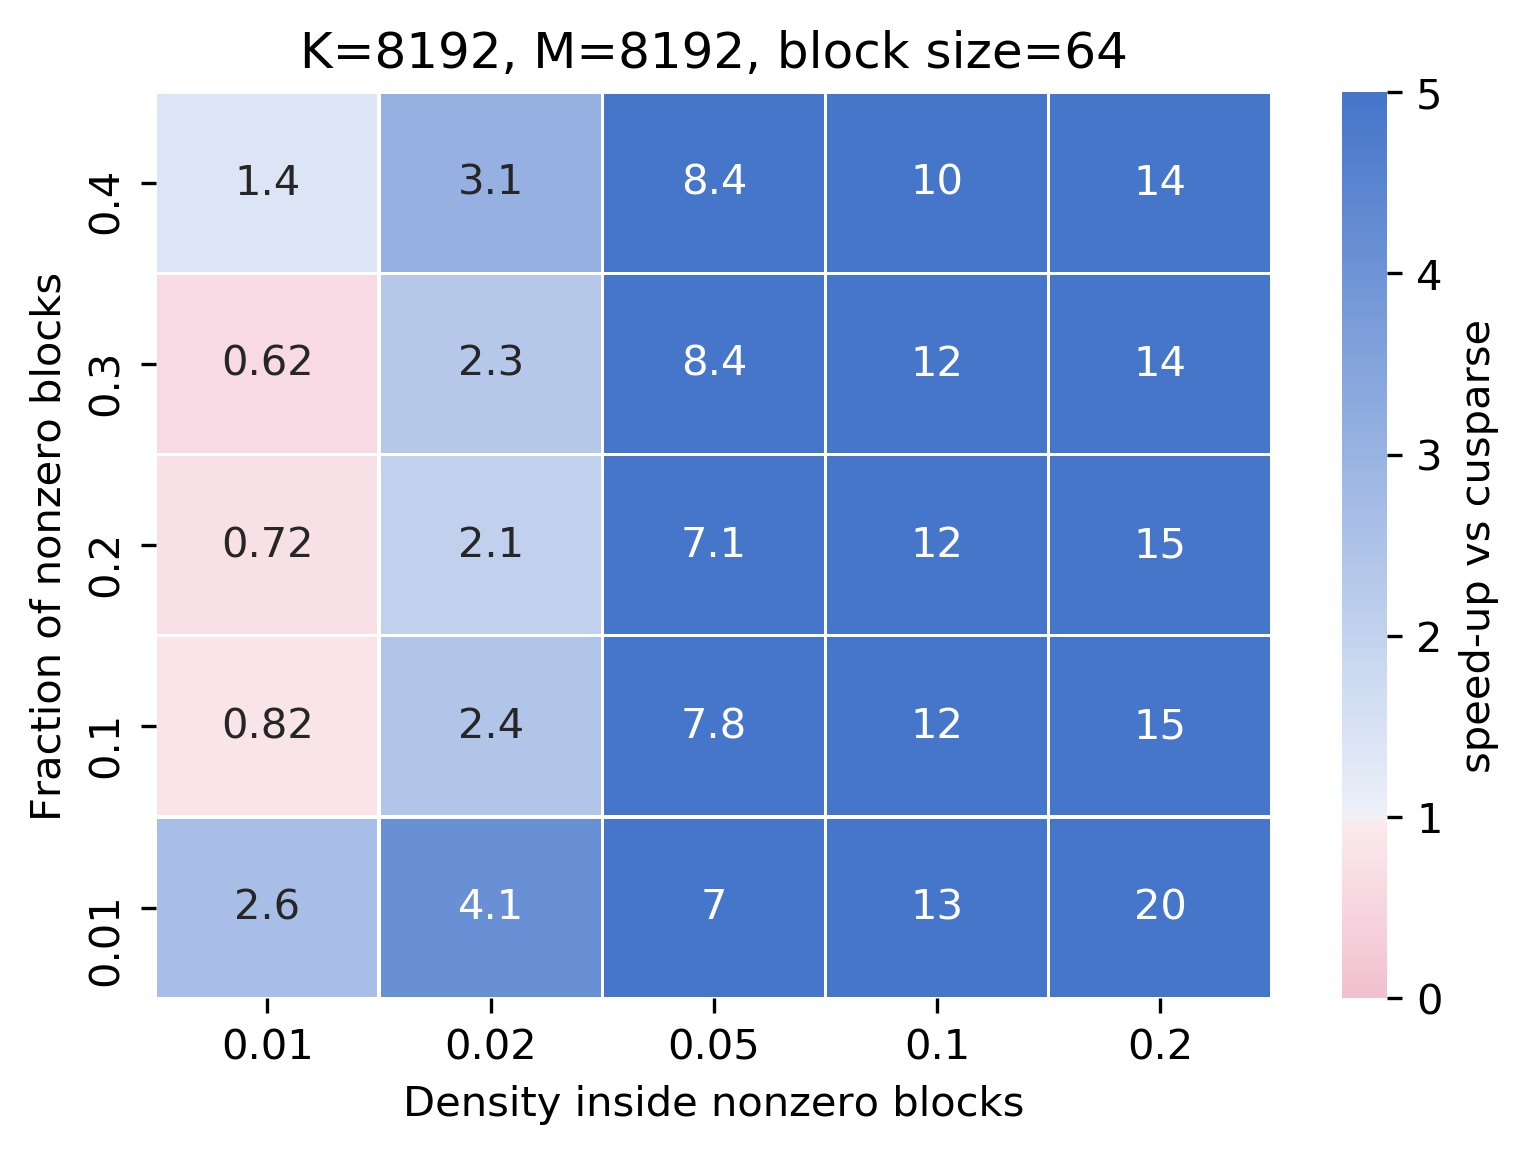 K=8192, M=8192, block size=64
Fraction of nonzero blocks
0.4 1.4 3.1 8.4 10 14
0.3 0.62 2.3 8.4 12 14
0.2 0.72 2.1 7.1 12 15
0.1 0.82 2.4 7.8 12 15
0.01 2.6 4.1 7 13 20
0.01 0.02 0.05 0.1 0.2
Density inside nonzero blocks
5
4
3
2
1
0
speed-up vs cusparse